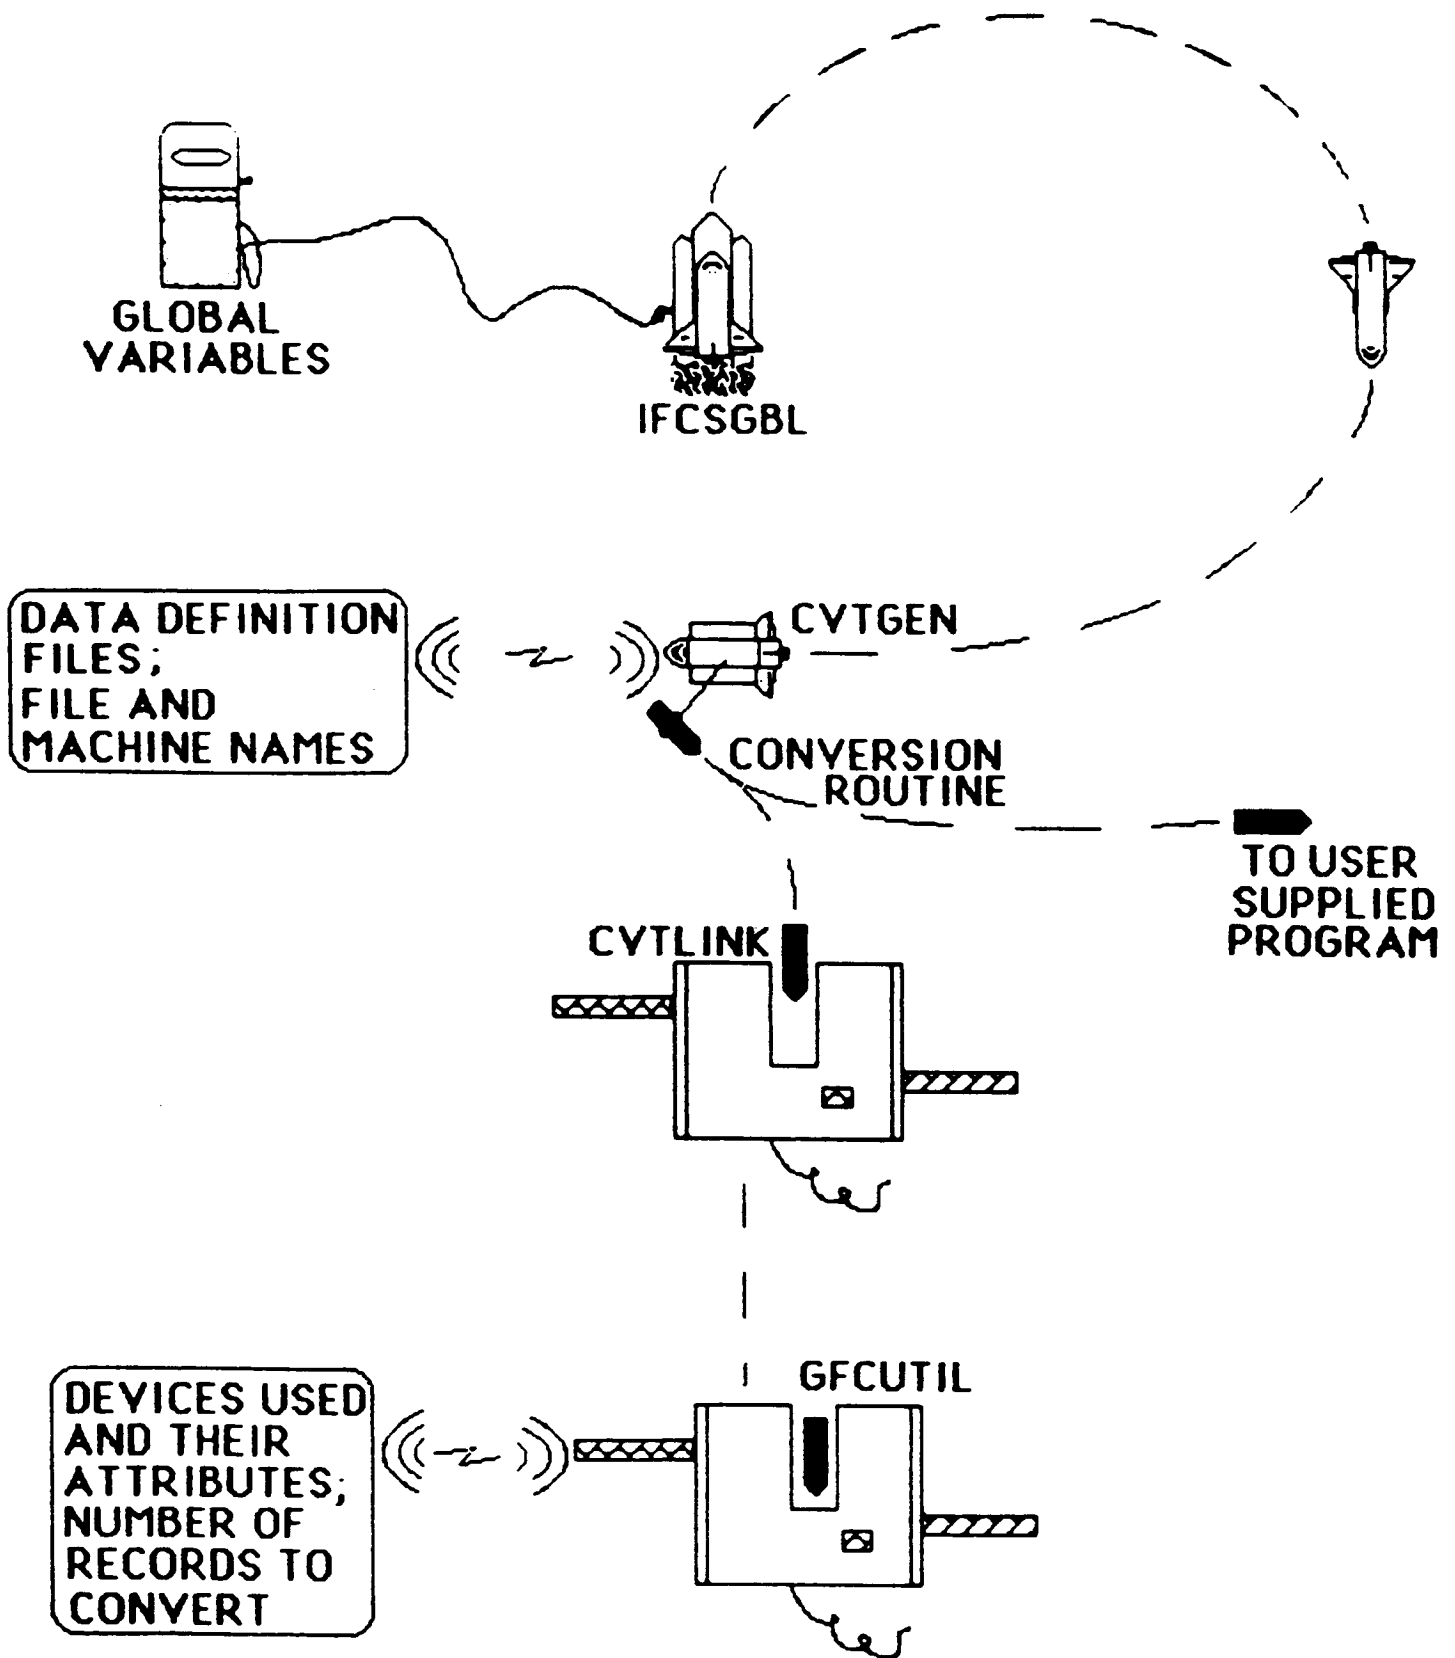 GLOBAL
VARIABLES
IFCSGBL
DATA DEFINITION
FILES;
FILE AND
MACHINE NAMES
CVTGEN
CONVERSION
ROUTINE
TO USER
SUPPLIED
PROGRAM
CVTLINK
GFCUTIL
DEVICES USED
AND THEIR
ATTRIBUTES;
NUMBER OF
RECORDS TO
CONVERT